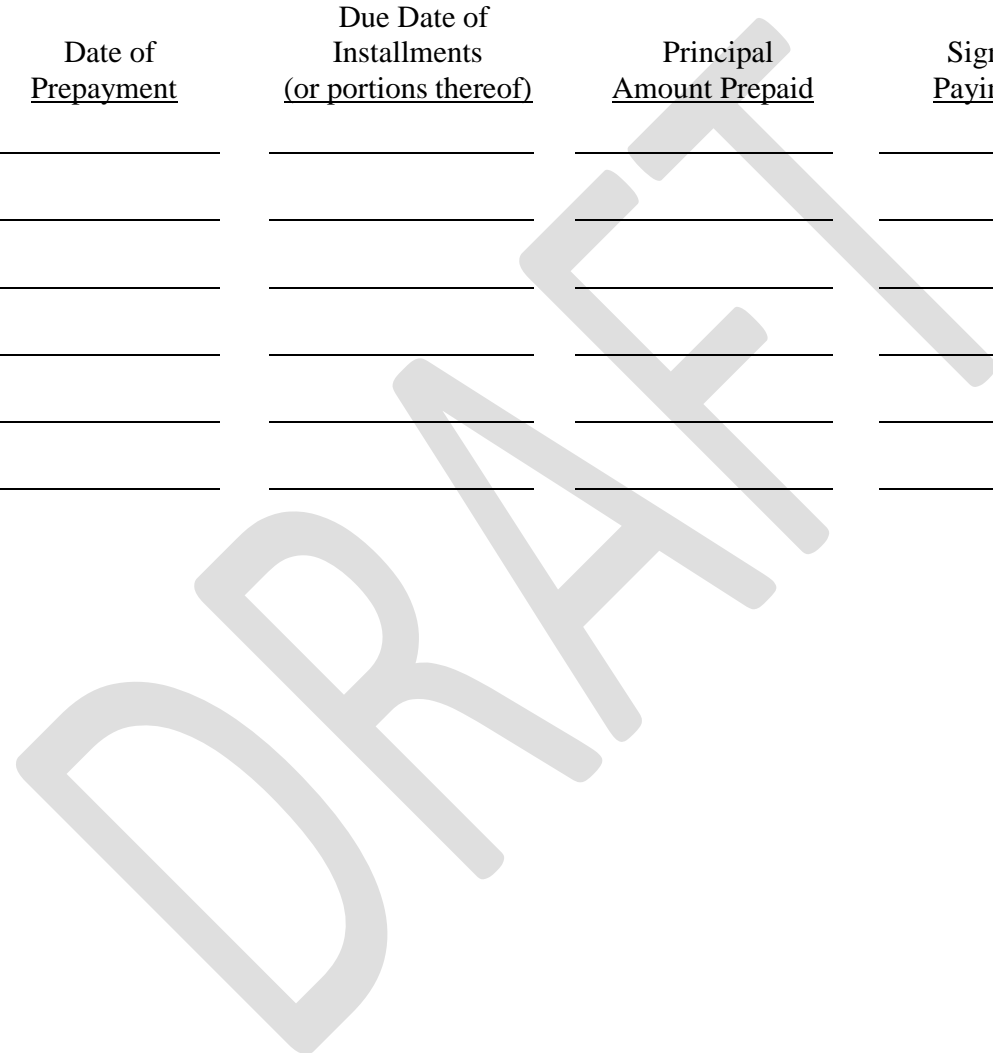 Due Date of
Date of Installments Principal
Prepayment (or portions thereof) Amount Prepaid
DRAFT